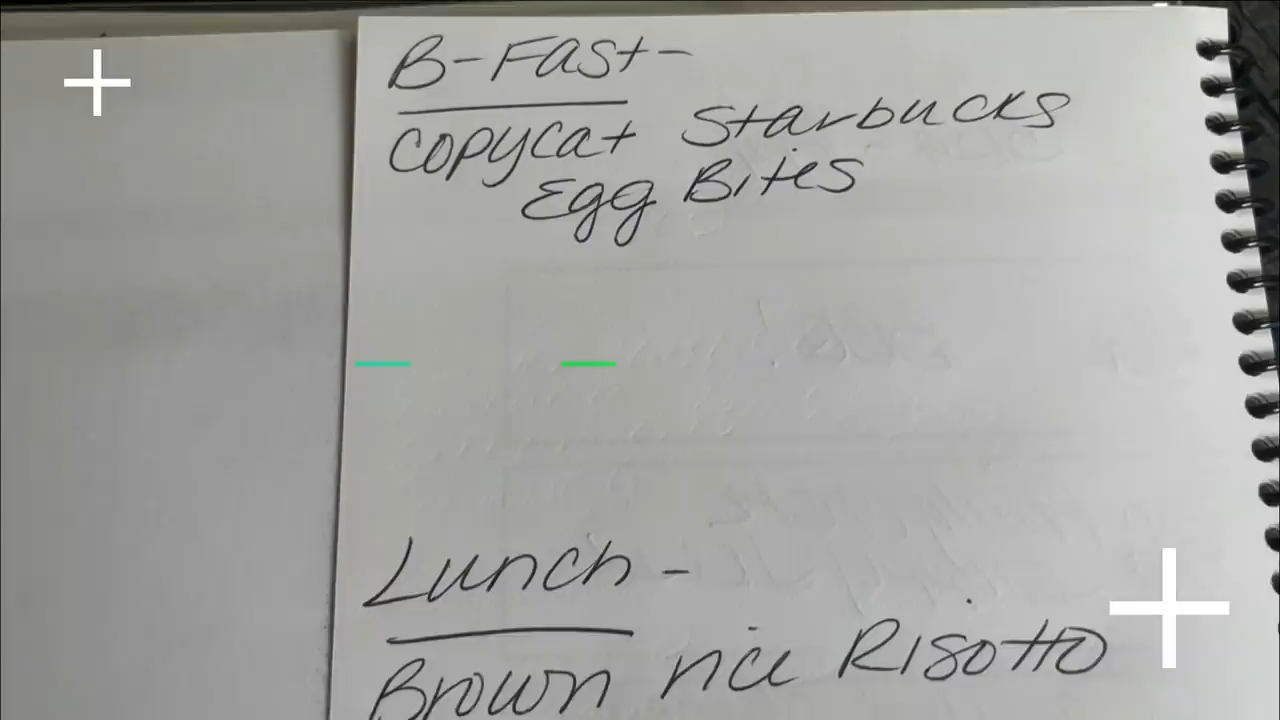 B-Fast-
Copycat Starbucks
Egg Bites
Lunch -
Brown rice Risotto